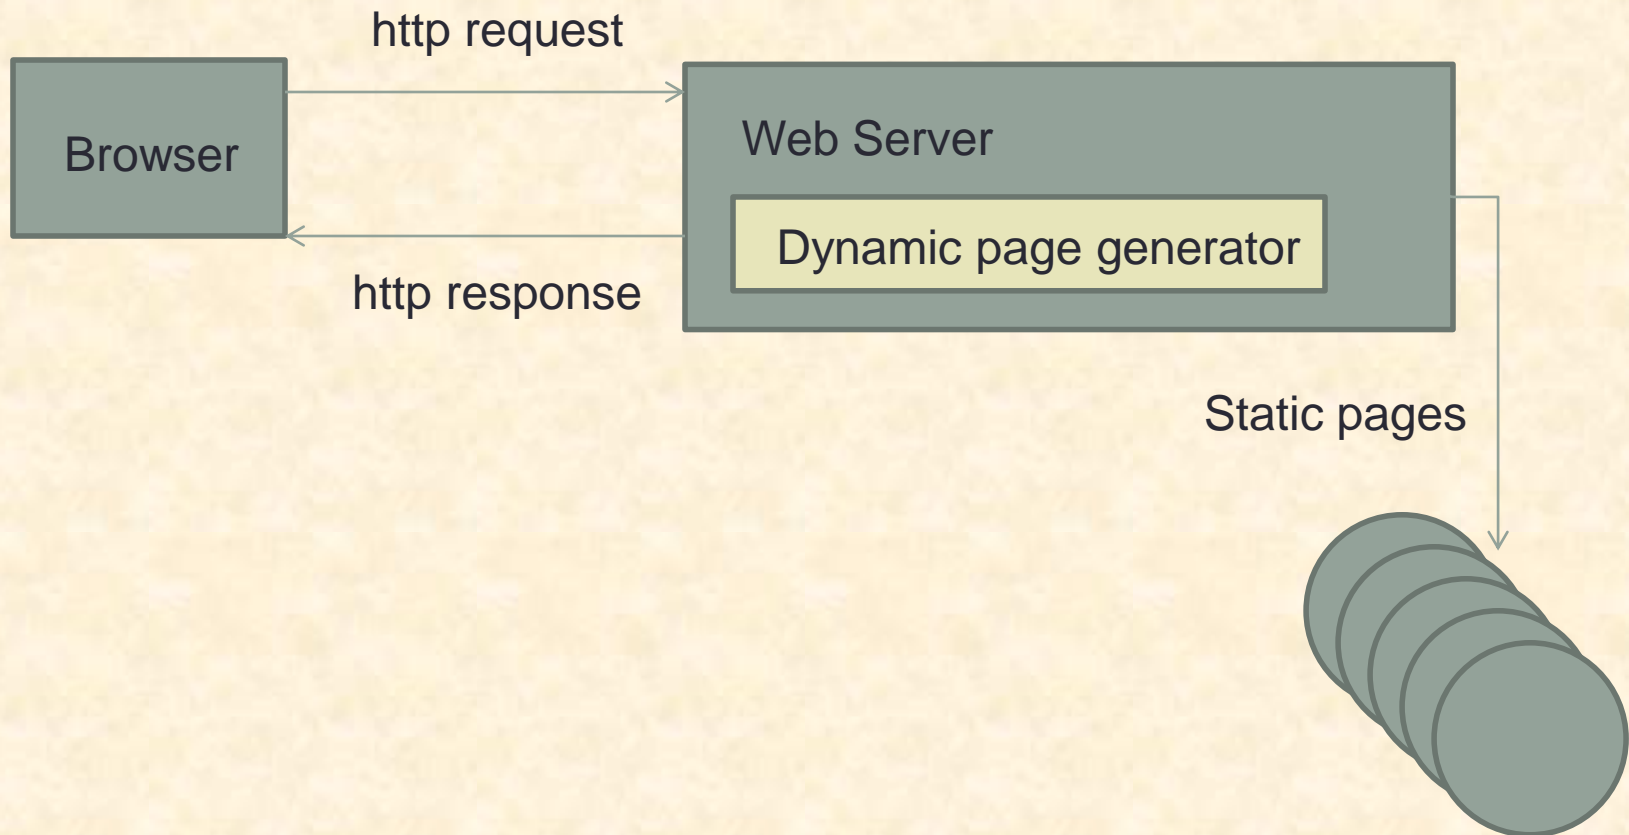 http request
Browser
Web Server
Dynamic page generator
http response
Static pages